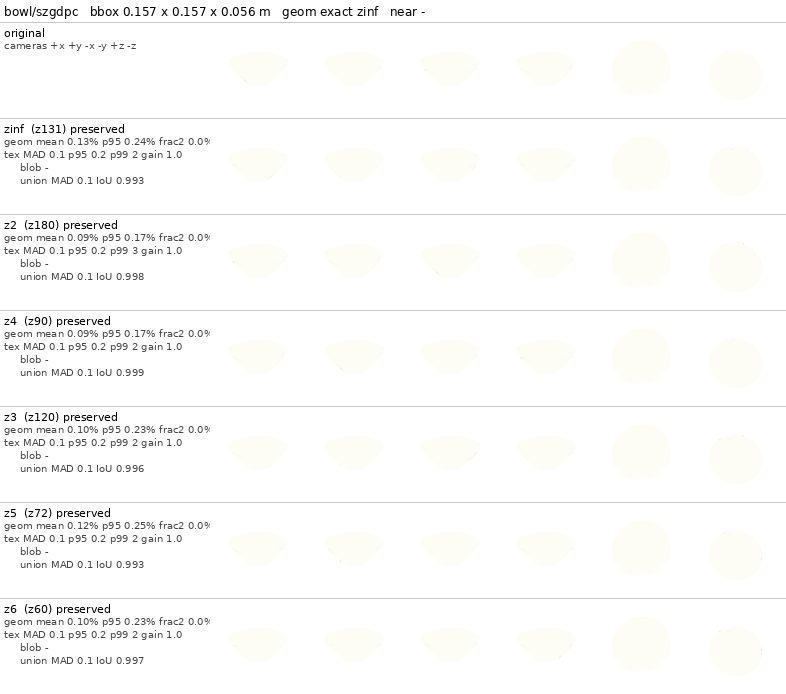 bowl/szgdpc   bbox 0.157 x 0.157 x 0.056 m   geom exact zinf   near -
original
cameras +x +y -x -y +z -z
zinf  (z131) preserved
geom mean 0.13% p95 0.24% frac2 0.0%
tex MAD 0.1 p95 0.2 p99 2 gain 1.0
blob -
union MAD 0.1 IoU 0.993
z2  (z180) preserved
geom mean 0.09% p95 0.17% frac2 0.0%
tex MAD 0.1 p95 0.2 p99 3 gain 1.0
blob -
union MAD 0.1 IoU 0.998
z4  (z90) preserved
geom mean 0.09% p95 0.17% frac2 0.0%
tex MAD 0.1 p95 0.2 p99 2 gain 1.0
blob -
union MAD 0.1 IoU 0.999
z3  (z120) preserved
geom mean 0.10% p95 0.23% frac2 0.0%
tex MAD 0.1 p95 0.2 p99 2 gain 1.0
blob -
union MAD 0.1 IoU 0.996
z5  (z72) preserved
geom mean 0.12% p95 0.25% frac2 0.0%
tex MAD 0.1 p95 0.2 p99 2 gain 1.0
blob -
union MAD 0.1 IoU 0.993
z6  (z60) preserved
geom mean 0.10% p95 0.23% frac2 0.0%
tex MAD 0.1 p95 0.2 p99 2 gain 1.0
blob -
union MAD 0.1 IoU 0.997